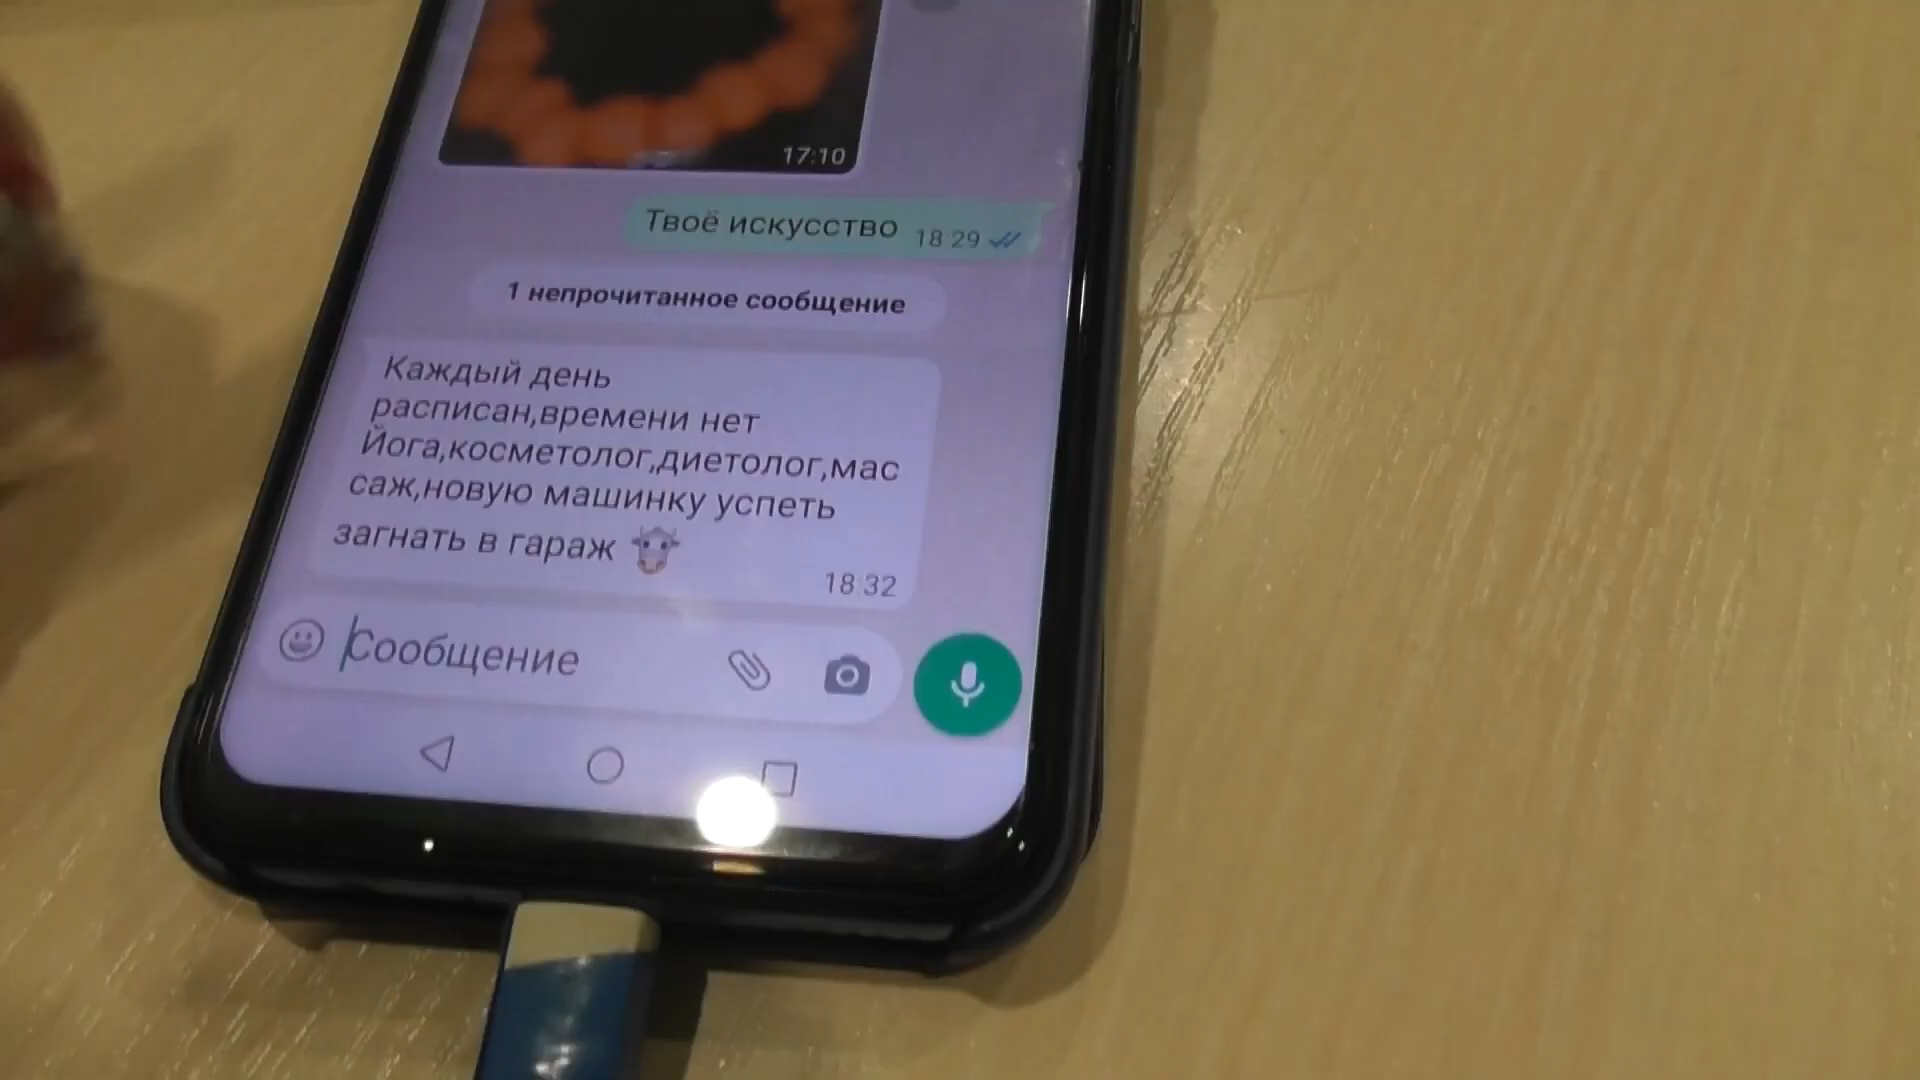 17:10
Твоё искусство 18:29
1 непрочитанное сообщение
Каждый день
расписан,времени нет
Йога,косметолог,диетолог,мас
саж,новую машинку успеть
загнать в гараж 🐮
18:32
Сообщение